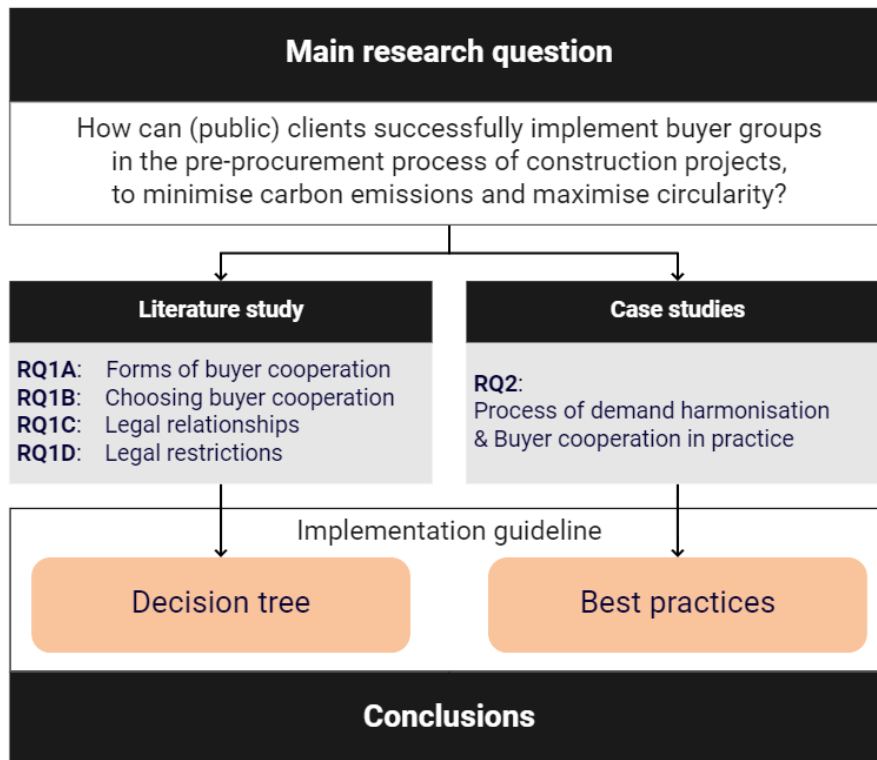 Main research question
How can (public) clients successfully implement buyer groups
in the pre-procurement process of construction projects,
to minimise carbon emissions and maximise circularity?
Literature study
RQ1A: Forms of buyer cooperation
RQ1B: Choosing buyer cooperation
RQ1C: Legal relationships
RQ1D: Legal restrictions
Case studies
RQ2:
Process of demand harmonisation
& Buyer cooperation in practice
Implementation guideline
Decision tree
Best practices
Conclusions